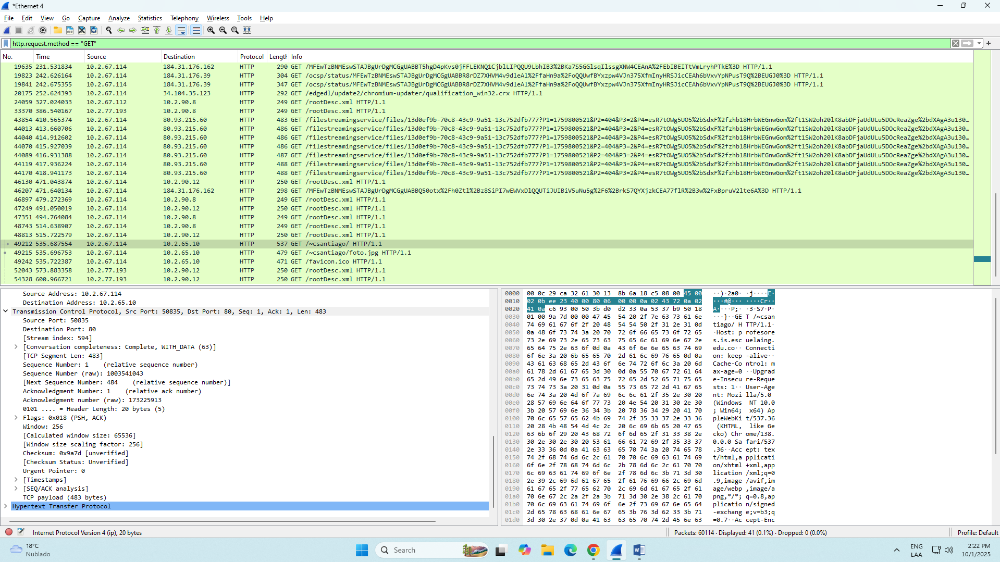 *Ethernet 4
File Edit View Go Capture Analyze Statistics Telephony Wireless Tools Help
http.request.method == "GET"
No. Time Source Destination Protocol Length Info
19635 231.531834 10.2.67.114 184.31.176.162 HTTP 290 GET /MFEwTzBNMEswSTAJBgUrDgMCGgUABBT5hgD4pKvs0jFFLEKNQ1CjblLIPQQU9LbhIB3%2BKa7S5GGlsqIlssgXNW4CEAnA%2FEbIBEITtVmLryhPTkE%3D HTTP/1.1
19823 242.626164 10.2.67.114 184.31.176.39 HTTP 304 GET /ocsp/status/MFEwTzBNMEswSTAJBgUrDgMCGgUABBR8rDZ7XHVM4v9dleAl%2FfaHn9a%2FoQQUwfBYxzpw4VJn375XfmInyHRSJicCEAh6bVxvYpNPusT9Q%2BEUGJ0%3D HTTP/1.1
19841 242.675355 10.2.67.114 184.31.176.39 HTTP 347 GET /ocsp/status/MFEwTzBNMEswSTAJBgUrDgMCGgUABBR8rDZ7XHVM4v9dleAl%2FfaHn9a%2FoQQUwfBYxzpw4VJn375XfmInyHRSJicCEAh6bVxvYpNPusT9Q%2BEUGJ0%3D HTTP/1.1
20175 252.624393 10.2.67.114 34.104.35.123 HTTP 292 GET /edgedl/update2/chromium-updater/qualification_win32.crx HTTP/1.1
24059 327.024033 10.2.67.112 10.2.90.8 HTTP 249 GET /rootDesc.xml HTTP/1.1
33370 386.540167 10.2.77.193 10.2.90.8 HTTP 249 GET /rootDesc.xml HTTP/1.1
43854 410.565374 10.2.67.114 80.93.215.60 HTTP 483 GET /filestreamingservice/files/13d0ef9b-70c8-43c9-9a51-13c752dfb777?P1=1759800521&P2=404&P3=2&P4=esR7tOWg5UO5%2bSdxF%2fzhb18HrbWEGnwGom%2ft1SW2oh20lK8abDFjaUdULu5DOcReaZge%2bdXAgA3u130…
44013 413.660706 10.2.67.114 80.93.215.60 HTTP 486 GET /filestreamingservice/files/13d0ef9b-70c8-43c9-9a51-13c752dfb777?P1=1759800521&P2=404&P3=2&P4=esR7tOWg5UO5%2bSdxF%2fzhb18HrbWEGnwGom%2ft1SW2oh20lK8abDFjaUdULu5DOcReaZge%2bdXAgA3u130…
44040 414.912602 10.2.67.114 80.93.215.60 HTTP 486 GET /filestreamingservice/files/13d0ef9b-70c8-43c9-9a51-13c752dfb777?P1=1759800521&P2=404&P3=2&P4=esR7tOWg5UO5%2bSdxF%2fzhb18HrbWEGnwGom%2ft1SW2oh20lK8abDFjaUdULu5DOcReaZge%2bdXAgA3u130…
44070 415.927039 10.2.67.114 80.93.215.60 HTTP 486 GET /filestreamingservice/files/13d0ef9b-70c8-43c9-9a51-13c752dfb777?P1=1759800521&P2=404&P3=2&P4=esR7tOWg5UO5%2bSdxF%2fzhb18HrbWEGnwGom%2ft1SW2oh20lK8abDFjaUdULu5DOcReaZge%2bdXAgA3u130…
44089 416.931388 10.2.67.114 80.93.215.60 HTTP 487 GET /filestreamingservice/files/13d0ef9b-70c8-43c9-9a51-13c752dfb777?P1=1759800521&P2=404&P3=2&P4=esR7tOWg5UO5%2bSdxF%2fzhb18HrbWEGnwGom%2ft1SW2oh20lK8abDFjaUdULu5DOcReaZge%2bdXAgA3u130…
44119 417.936224 10.2.67.114 80.93.215.60 HTTP 488 GET /filestreamingservice/files/13d0ef9b-70c8-43c9-9a51-13c752dfb777?P1=1759800521&P2=404&P3=2&P4=esR7tOWg5UO5%2bSdxF%2fzhb18HrbWEGnwGom%2ft1SW2oh20lK8abDFjaUdULu5DOcReaZge%2bdXAgA3u130…
44170 418.941173 10.2.67.114 80.93.215.60 HTTP 488 GET /filestreamingservice/files/13d0ef9b-70c8-43c9-9a51-13c752dfb777?P1=1759800521&P2=404&P3=2&P4=esR7tOWg5UO5%2bSdxF%2fzhb18HrbWEGnwGom%2ft1SW2oh20lK8abDFjaUdULu5DOcReaZge%2bdXAgA3u130…
46130 471.043874 10.2.67.114 10.2.90.12 HTTP 250 GET /rootDesc.xml HTTP/1.1
46207 471.640134 10.2.67.114 184.31.176.162 HTTP 298 GET /MFEwTzBNMEswSTAJBgUrDgMCGgUABBQ50otx%2Fh0Ztl%2Bz8SiPI7wEWVxDlQQUTiJUIBiV5uNu5g%2F6%2BrkS7QYXjzkCEA77flR%2B3w%2FxBpruV2lte6A%3D HTTP/1.1
46897 479.272369 10.2.67.114 10.2.90.8 HTTP 249 GET /rootDesc.xml HTTP/1.1
47249 491.050019 10.2.67.114 10.2.90.12 HTTP 250 GET /rootDesc.xml HTTP/1.1
47351 494.764084 10.2.67.114 10.2.90.8 HTTP 249 GET /rootDesc.xml HTTP/1.1
48743 514.638907 10.2.67.114 10.2.90.8 HTTP 249 GET /rootDesc.xml HTTP/1.1
48813 515.722579 10.2.67.114 10.2.90.12 HTTP 250 GET /rootDesc.xml HTTP/1.1
49212 535.687554 10.2.67.114 10.2.65.10 HTTP 537 GET /~csantiago/ HTTP/1.1
49215 535.696753 10.2.67.114 10.2.65.10 HTTP 479 GET /~csantiago/foto.jpg HTTP/1.1
49242 535.722387 10.2.67.114 10.2.65.10 HTTP 471 GET /favicon.ico HTTP/1.1
52043 573.883358 10.2.77.193 10.2.90.12 HTTP 250 GET /rootDesc.xml HTTP/1.1
54328 600.966721 10.2.67.114 10.2.90.12 HTTP 250 GET /rootDesc.xml HTTP/1.1
Source Address: 10.2.67.114
Destination Address: 10.2.65.10
Transmission Control Protocol, Src Port: 50835, Dst Port: 80, Seq: 1, Ack: 1, Len: 483
Source Port: 50835
Destination Port: 80
[Stream index: 594]
[Conversation completeness: Complete, WITH_DATA (63)]
[TCP Segment Len: 483]
Sequence Number: 1 (relative sequence number)
Sequence Number (raw): 1003541043
[Next Sequence Number: 484 (relative sequence number)]
Acknowledgment Number: 1 (relative ack number)
Acknowledgment number (raw): 173225913
0101 .... = Header Length: 20 bytes (5)
Flags: 0x018 (PSH, ACK)
Window: 256
[Calculated window size: 65536]
[Window size scaling factor: 256]
Checksum: 0x9a7d [unverified]
[Checksum Status: Unverified]
Urgent Pointer: 0
[Timestamps]
[SEQ/ACK analysis]
TCP payload (483 bytes)
Hypertext Transfer Protocol
0000 00 0c 29 ca 32 61 30 13 8b 6a 18 c5 08 00 45 00 ··)·2a0· ·j····E·
0010 02 0b ee 23 40 00 80 06 00 00 0a 02 43 72 0a 02 ···#@··· ····Cr··
0020 41 0a c6 93 00 50 3b d0 d2 33 0a 53 37 b9 50 18 A····P;· ·3·S7·P·
0030 01 00 9a 7d 00 00 47 45 54 20 2f 7e 63 73 61 6e ···}··GE T /~csan
0040 74 69 61 67 6f 2f 20 48 54 54 50 2f 31 2e 31 0d tiago/ H TTP/1.1·
0050 0a 48 6f 73 74 3a 20 70 72 6f 66 65 73 6f 72 65 ·Host: p rofesore
0060 73 2e 69 73 2e 65 73 63 75 65 6c 61 69 6e 67 2e s.is.esc uelaing.
0070 65 64 75 2e 63 6f 0d 0a 43 6f 6e 6e 65 63 74 69 edu.co·· Connecti
0080 6f 6e 3a 20 6b 65 65 70 2d 61 6c 69 76 65 0d 0a on: keep -alive··
0090 43 61 63 68 65 2d 43 6f 6e 74 72 6f 6c 3a 20 6d Cache-Co ntrol: m
00a0 61 78 2d 61 67 65 3d 30 0d 0a 55 70 67 72 61 64 ax-age=0 ··Upgrad
00b0 65 2d 49 6e 73 65 63 75 72 65 2d 52 65 71 75 65 e-Insecu re-Reque
00c0 73 74 73 3a 20 31 0d 0a 55 73 65 72 2d 41 67 65 sts: 1·· User-Age
00d0 6e 74 3a 20 4d 6f 7a 69 6c 6c 61 2f 35 2e 30 20 nt: Mozi lla/5.0
00e0 28 57 69 6e 64 6f 77 73 20 4e 54 20 31 30 2e 30 (Windows NT 10.0
00f0 3b 20 57 69 6e 36 34 3b 20 78 36 34 29 20 41 70 ; Win64; x64) Ap
0100 70 6c 65 57 65 62 4b 69 74 2f 35 33 37 2e 33 36 pleWebKi t/537.36
0110 20 28 4b 48 54 4d 4c 2c 20 6c 69 6b 65 20 47 65 (KHTML, like Ge
0120 63 6b 6f 29 20 43 68 72 6f 6d 65 2f 31 33 38 2e cko) Chr ome/138.
0130 30 2e 30 2e 30 20 53 61 66 61 72 69 2f 35 33 37 0.0.0 Sa fari/537
0140 2e 33 36 0d 0a 41 63 63 65 70 74 3a 20 74 65 78 .36··Acc ept: tex
0150 74 2f 68 74 6d 6c 2c 61 70 70 6c 69 63 61 74 69 t/html,a pplicati
0160 6f 6e 2f 78 68 74 6d 6c 2b 78 6d 6c 2c 61 70 70 on/xhtml +xml,app
0170 6c 69 63 61 74 69 6f 6e 2f 78 6d 6c 3b 71 3d 30 lication /xml;q=0
0180 2e 39 2c 69 6d 61 67 65 2f 61 76 69 66 2c 69 6d .9,image /avif,im
0190 61 67 65 2f 77 65 62 70 2c 69 6d 61 67 65 2f 61 age/webp ,image/a
01a0 70 6e 67 2c 2a 2f 2a 3b 71 3d 30 2e 38 2c 61 70 png,*/*; q=0.8,ap
01b0 70 6c 69 63 61 74 69 6f 6e 2f 73 69 67 6e 65 64 plicatio n/signed
01c0 2d 65 78 63 68 61 6e 67 65 3b 76 3d 62 33 3b 71 -exchang e;v=b3;q
01d0 3d 30 2e 37 0d 0a 41 63 63 65 70 74 2d 45 6e 63 =0.7··Ac cept-Enc
Internet Protocol Version 4 (ip), 20 bytes
Packets: 60114 · Displayed: 41 (0.1%) · Dropped: 0 (0.0%)
Profile: Default
18°C
Nublado
Search
ENG
LAA
2:22 PM
10/1/2025